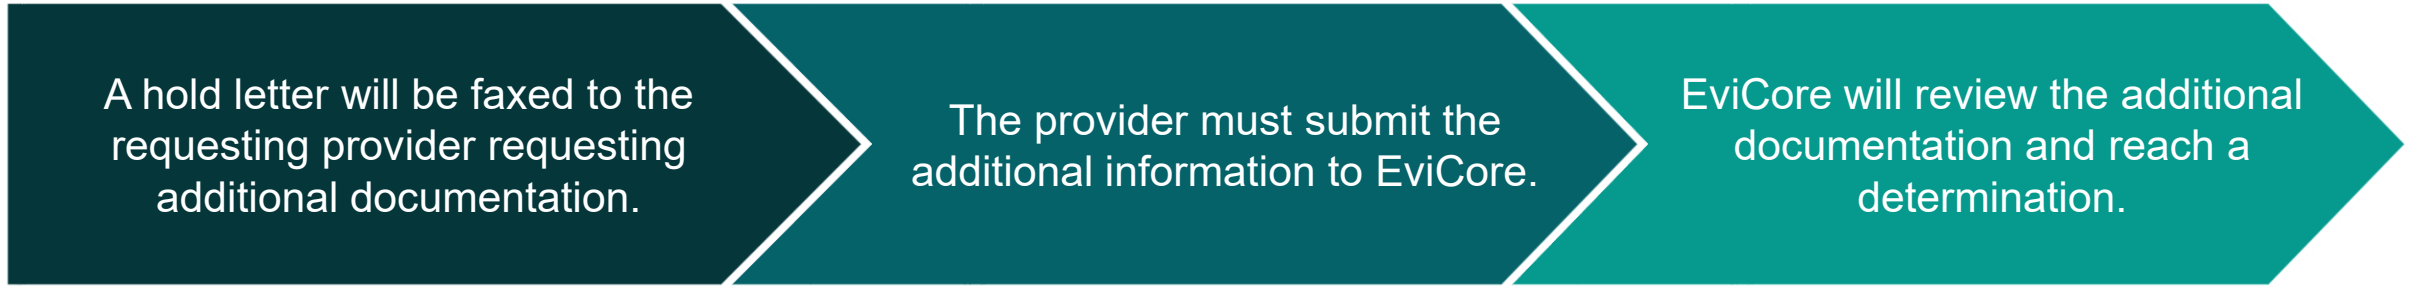 A hold letter will be faxed to the
requesting provider requesting
additional documentation.
The provider must submit the
additional information to EviCore.
EviCore will review the additional
documentation and reach a
determination.